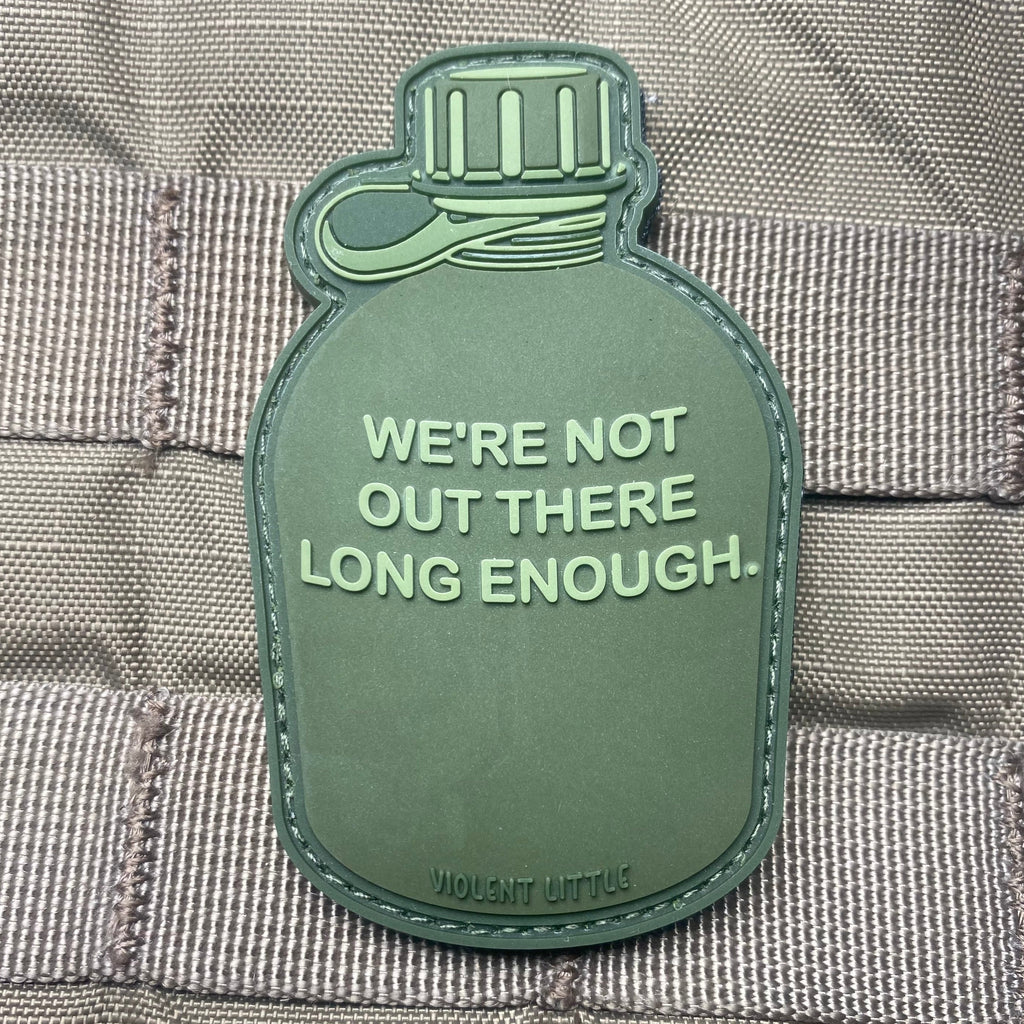 WE'RE NOT
OUT THERE
LONG ENOUGH.
VIOLENT LITTLE